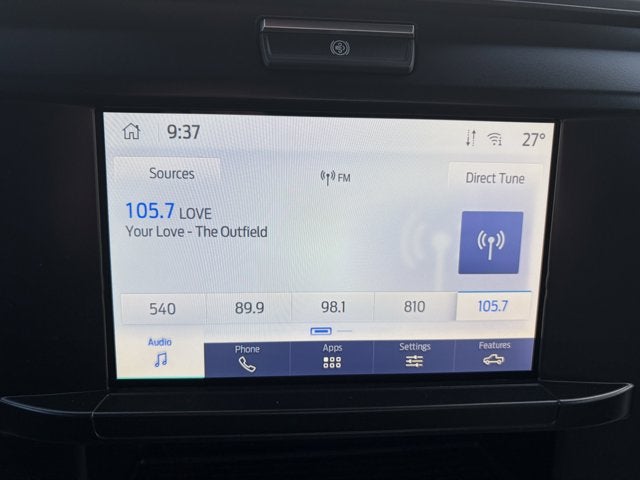 9:37 27°
Sources FM Direct Tune
105.7 LOVE
Your Love - The Outfield
540 89.9 98.1 810 105.7
Audio Phone Apps Settings Features